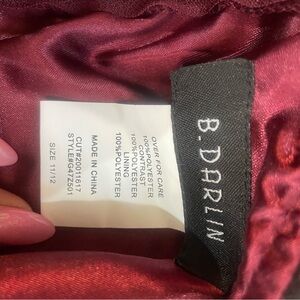 B. DARLIN
OVER FOR CARE
100%POLYESTER
CONTRAST
100%POLYESTER
LINING
100%POLYESTER
MADE IN CHINA
CUT#20011617
STYLE#G47Z501
SIZE 11/12